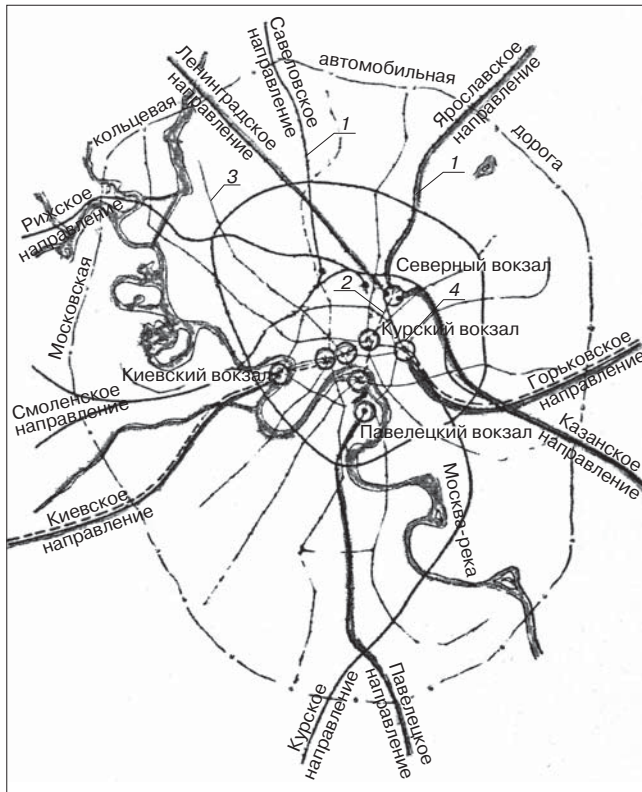 Савеловское
направление
Ленинградское
направление
автомобильная
Ярославское
направление
дорога
кольцевая
1
1
3
Рижское
направление
Московская
Северный вокзал
2
4
Курский вокзал
Киевский вокзал
Горьковское
направление
Смоленское
направление
Казанское
направление
Павелецкий вокзал
Киевское
направление
Москва-река
Курское
направление
Павелецкое
направление